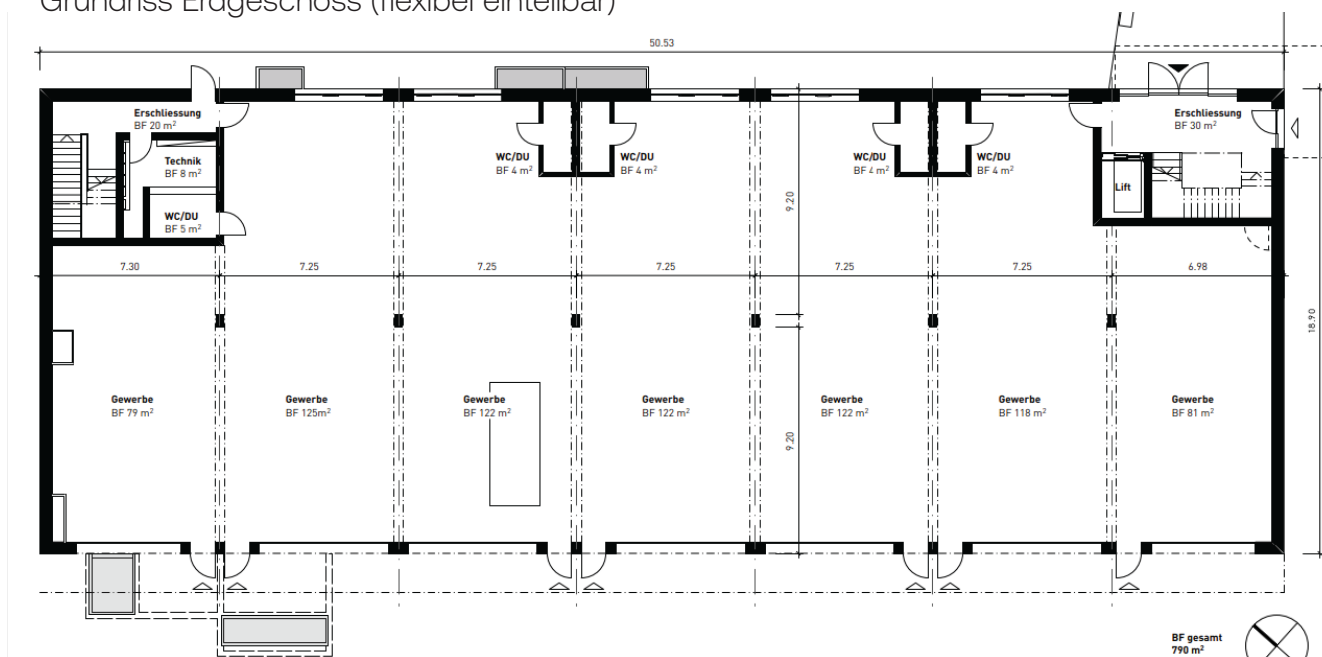 Grundriss Erdgeschoss (flexibel einteilbar)
50.53
Erschliessung
BF 20 m²
Technik
BF 8 m²
WC/DU
BF 5 m²
WC/DU
BF 4 m²
WC/DU
BF 4 m²
WC/DU
BF 4 m²
WC/DU
BF 4 m²
Erschliessung
BF 30 m²
Lift
9.20
7.30
7.25
7.25
7.25
7.25
7.25
6.98
18.90
Gewerbe
BF 79 m²
Gewerbe
BF 125m²
Gewerbe
BF 122 m²
Gewerbe
BF 122 m²
Gewerbe
BF 122 m²
Gewerbe
BF 118 m²
Gewerbe
BF 81 m²
9.20
BF gesamt
790 m²